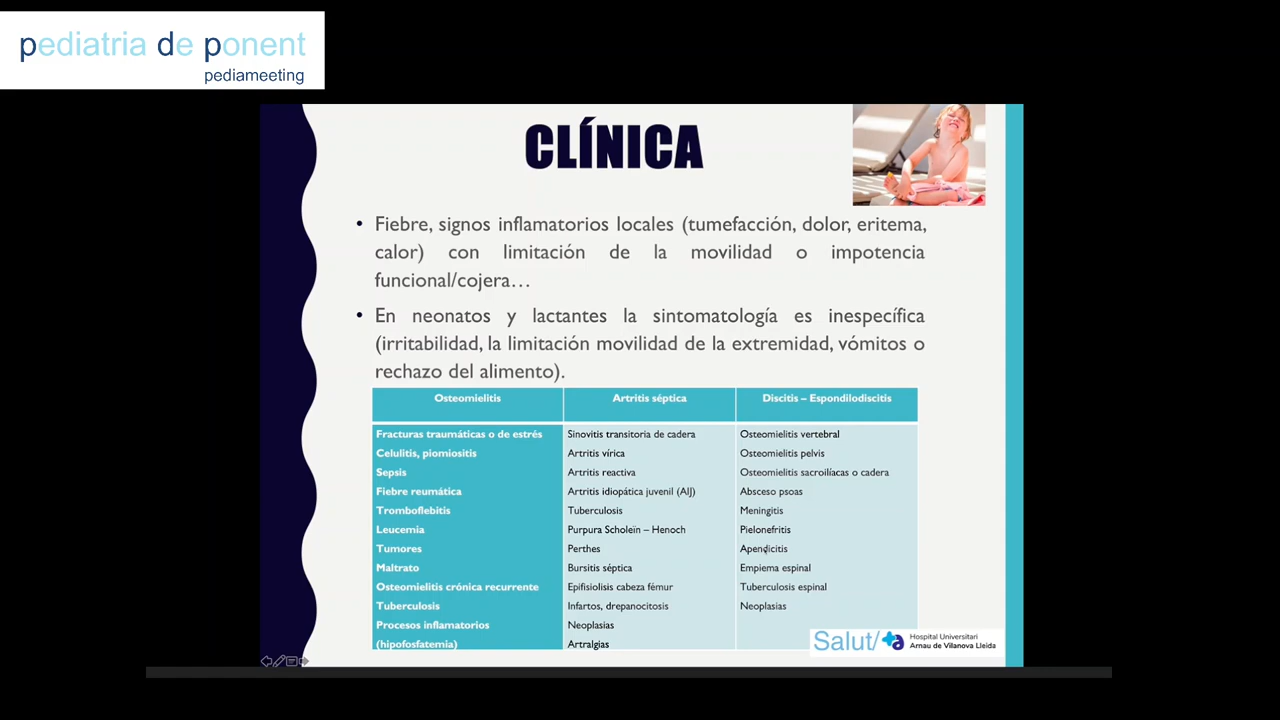 pediatria de ponent
pediameeting
CLÍNICA
• Fiebre, signos inflamatorios locales (tumefacción, dolor, eritema,
calor) con limitación de la movilidad o impotencia
funcional/cojera…
• En neonatos y lactantes la sintomatología es inespecífica
(irritabilidad, la limitación movilidad de la extremidad, vómitos o
rechazo del alimento).
Osteomielitis
Fracturas traumáticas o de estrés
Celulitis, piomiositis
Sepsis
Fiebre reumática
Tromboflebitis
Leucemia
Tumores
Maltrato
Osteomielitis crónica recurrente
Tuberculosis
Procesos inflamatorios
(hipofosfatemia)
Artritis séptica
Sinovitis transitoria de cadera
Artritis vírica
Artritis reactiva
Artritis idiopática juvenil (AIJ)
Tuberculosis
Purpura Scholeïn – Henoch
Perthes
Bursitis séptica
Epifisiolisis cabeza fémur
Infartos, drepanocitosis
Neoplasias
Artralgias
Discitis – Espondilodiscitis
Osteomielitis vertebral
Osteomielitis pelvis
Osteomielitis sacroilíacas o cadera
Absceso psoas
Meningitis
Pielonefritis
Apendicitis
Empiema espinal
Tuberculosis espinal
Neoplasias
Salut/
Hospital Universitari
Arnau de Vilanova Lleida